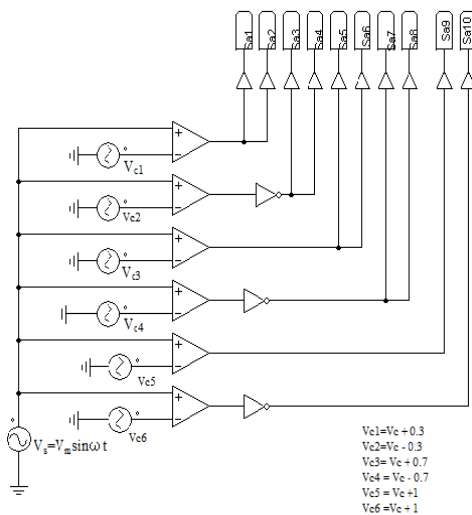 Sa1 Sa2 Sa3 Sa4 Sa5 Sa6 Sa7 Sa8 Sa9 Sa10
Vc1
Vc2
Vc3
Vc4
Vc5
Vc6
Vs=Vmsinωt
Vc1=Vc + 0.3
Vc2=Vc - 0.3
Vc3= Vc + 0.7
Vc4 = Vc - 0.7
Vc5 = Vc +1
Vc6 =Vc + 1